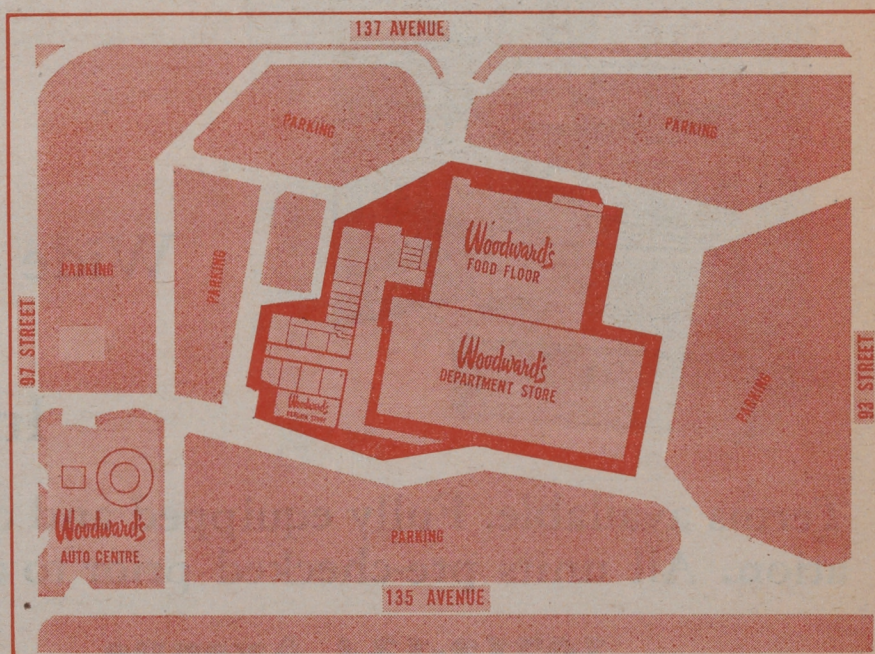 137 AVENUE
PARKING
PARKING
Woodward's
FOOD FLOOR
PARKING
PARKING
97 STREET
93 STREET
Woodward's
DEPARTMENT STORE
PARKING
Woodward's
STORE
Woodward's
AUTO CENTRE
PARKING
135 AVENUE